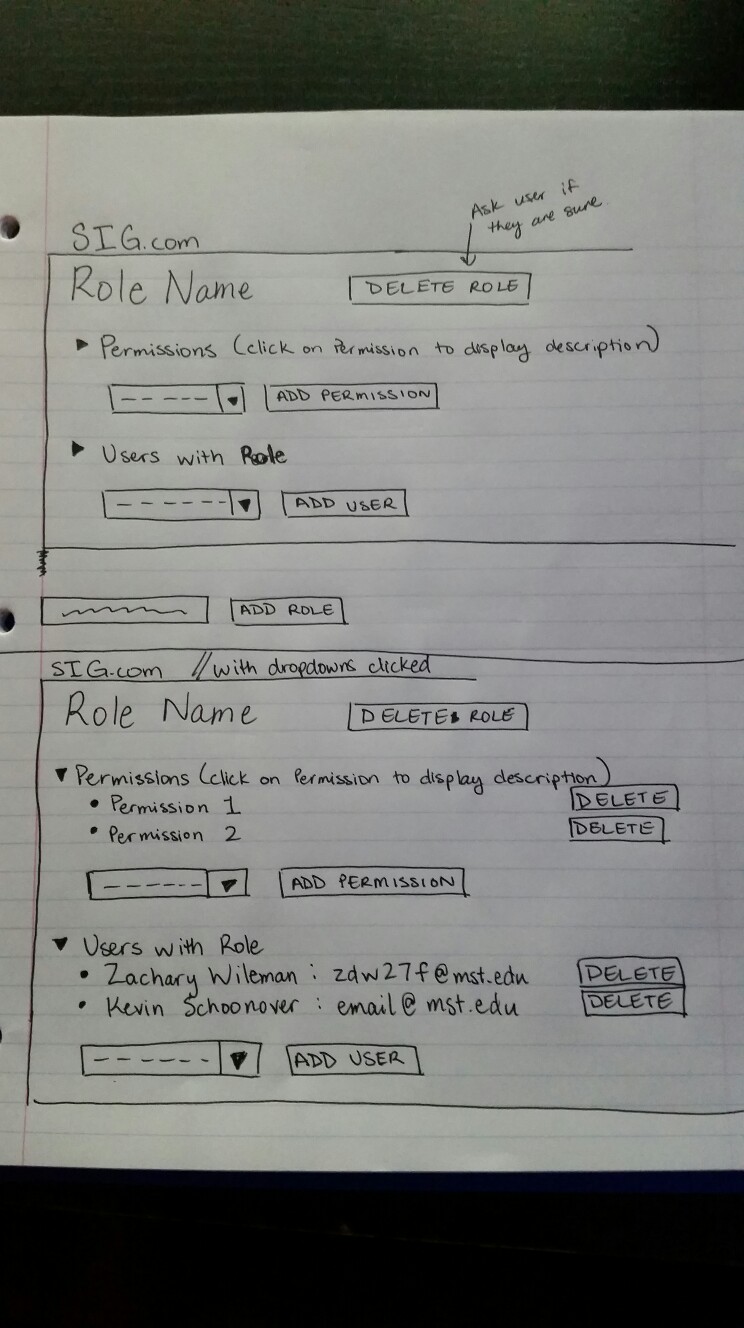 Ask user if
they are sure
SIG.com
Role Name DELETE ROLE
▶ Permissions (click on Permission to display description)
----- ▼ ADD PERMISSION
▶ Users with Role
------ ▼ ADD USER
ADD ROLE
SIG.com //with dropdowns clicked
Role Name DELETE ROLE
▼ Permissions (click on Permission to display description)
• Permission 1 DELETE
• Permission 2 DELETE
------ ▼ ADD PERMISSION
▼ Users with Role
• Zachary Wileman : zdw27f@mst.edu DELETE
• Kevin Schoonover : email@mst.edu DELETE
------ ▼ ADD USER